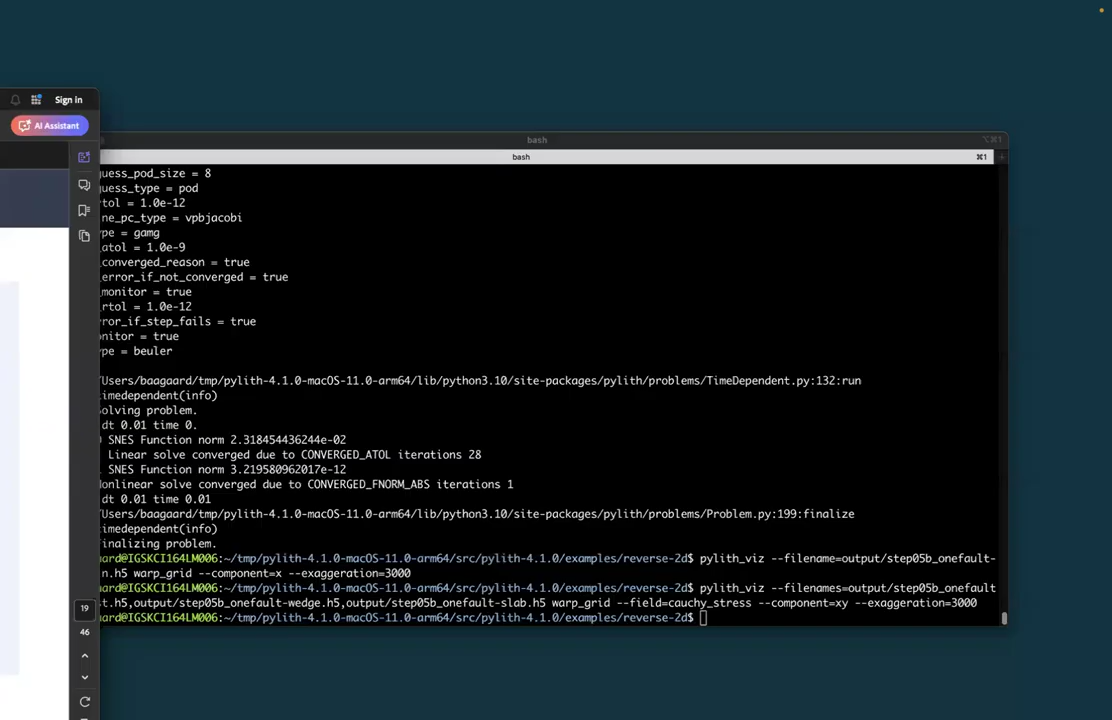 Sign in
AI Assistant
bash
⌥⌘1
bash
⌘1
uess_pod_size = 8
uess_type = pod
tol = 1.0e-12
ne_pc_type = vpbjacobi
pe = gamg
atol = 1.0e-9
converged_reason = true
error_if_not_converged = true
monitor = true
rtol = 1.0e-12
ror_if_step_fails = true
nitor = true
pe = beuler
/Users/baagaard/tmp/pylith-4.1.0-macOS-11.0-arm64/lib/python3.10/site-packages/pylith/problems/TimeDependent.py:132:run
imedependent(info)
olving problem.
dt 0.01 time 0.
SNES Function norm 2.318454436244e-02
Linear solve converged due to CONVERGED_ATOL iterations 28
SNES Function norm 3.219580962017e-12
onlinear solve converged due to CONVERGED_FNORM_ABS iterations 1
dt 0.01 time 0.01
/Users/baagaard/tmp/pylith-4.1.0-macOS-11.0-arm64/lib/python3.10/site-packages/pylith/problems/Problem.py:199:finalize
imedependent(info)
inalizing problem.
aard@IGSKCI164LM006:~/tmp/pylith-4.1.0-macOS-11.0-arm64/src/pylith-4.1.0/examples/reverse-2d$ pylith_viz --filename=output/step05b_onefault-
n.h5 warp_grid --component=x --exaggeration=3000
aard@IGSKCI164LM006:~/tmp/pylith-4.1.0-macOS-11.0-arm64/src/pylith-4.1.0/examples/reverse-2d$ pylith_viz --filenames=output/step05b_onefault
st.h5,output/step05b_onefault-wedge.h5,output/step05b_onefault-slab.h5 warp_grid --field=cauchy_stress --component=xy --exaggeration=3000
aard@IGSKCI164LM006:~/tmp/pylith-4.1.0-macOS-11.0-arm64/src/pylith-4.1.0/examples/reverse-2d$
19
46